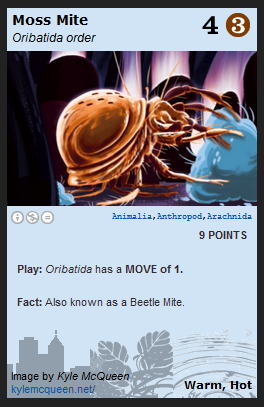 Moss Mite
Oribatida order
4 3
Animalia, Anthropod, Arachnida
9 POINTS
Play: Oribatida has a MOVE of 1.
Fact: Also known as a Beetle Mite.
Image by Kyle McQueen
kylemcqueen.net/
Warm, Hot